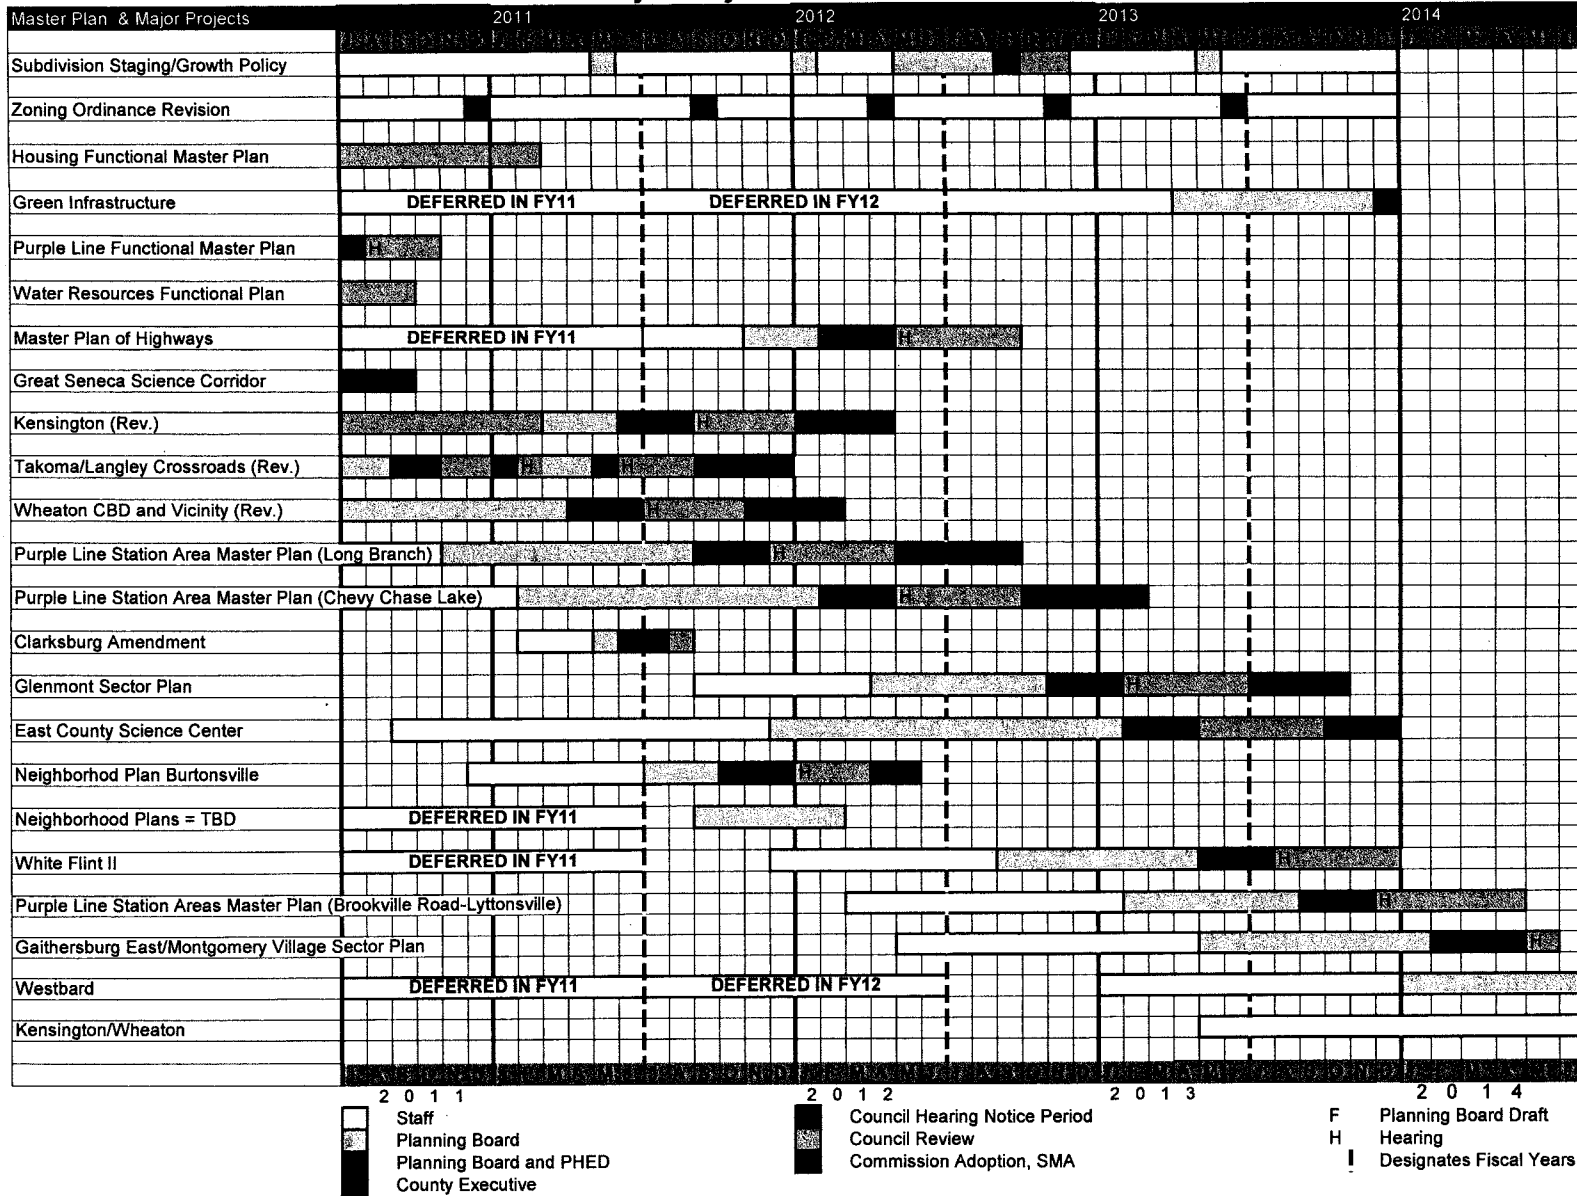 Master Plan & Major Projects 2011 2012 2013 2014
Subdivision Staging/Growth Policy
Zoning Ordinance Revision
Housing Functional Master Plan
Green Infrastructure DEFERRED IN FY11 DEFERRED IN FY12
Purple Line Functional Master Plan H
Water Resources Functional Plan
Master Plan of Highways DEFERRED IN FY11 H
Great Seneca Science Corridor
Kensington (Rev.) H
Takoma/Langley Crossroads (Rev.) H H
Wheaton CBD and Vicinity (Rev.) H
Purple Line Station Area Master Plan (Long Branch) H
Purple Line Station Area Master Plan (Chevy Chase Lake) H
Clarksburg Amendment
Glenmont Sector Plan H
East County Science Center
Neighborhod Plan Burtonsville H
Neighborhood Plans = TBD DEFERRED IN FY11
White Flint II DEFERRED IN FY11 H
Purple Line Station Areas Master Plan (Brookville Road-Lyttonsville) H
Gaithersburg East/Montgomery Village Sector Plan H
Westbard DEFERRED IN FY11 DEFERRED IN FY12
Kensington/Wheaton
2 0 1 1 2 0 1 2 2 0 1 3 2 0 1 4
Staff
Planning Board
Planning Board and PHED
County Executive
Council Hearing Notice Period
Council Review
Commission Adoption, SMA
F Planning Board Draft
H Hearing
Designates Fiscal Years